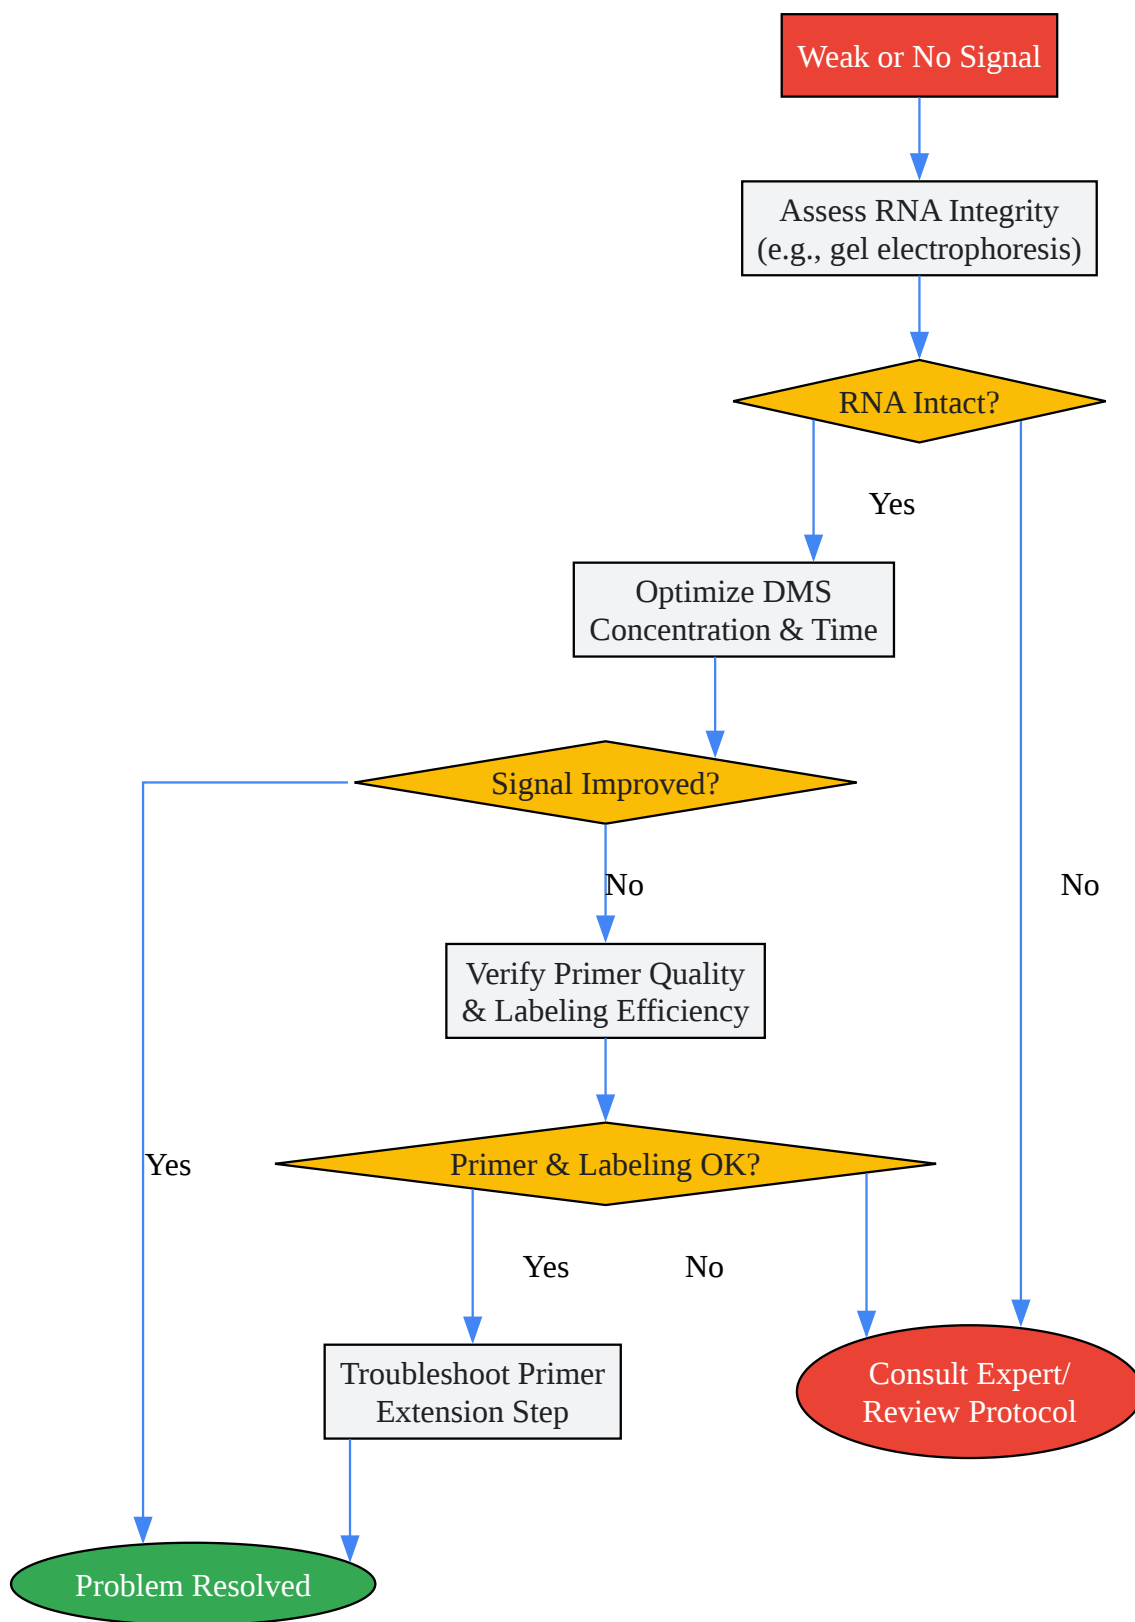 Weak or No Signal
Assess RNA Integrity
(e.g., gel electrophoresis)
RNA Intact?
Yes
Optimize DMS
Concentration & Time
Signal Improved?
No
No
Verify Primer Quality
& Labeling Efficiency
Primer & Labeling OK?
Yes
Yes
No
Troubleshoot Primer
Extension Step
Consult Expert/
Review Protocol
Problem Resolved